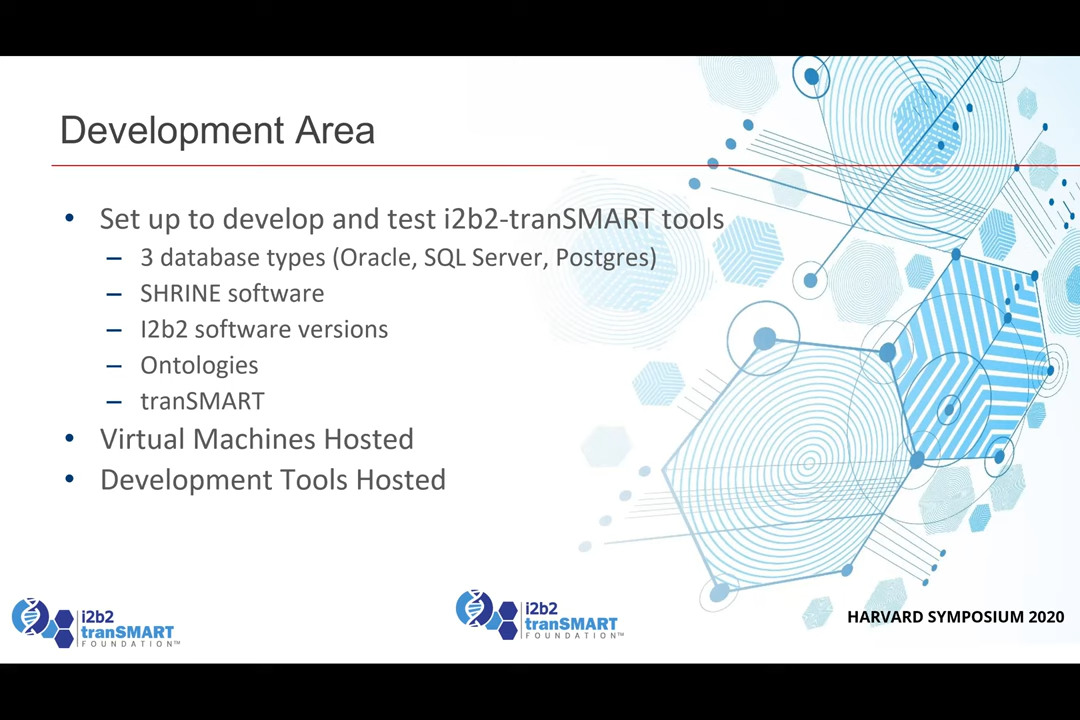 Development Area
• Set up to develop and test i2b2-tranSMART tools
– 3 database types (Oracle, SQL Server, Postgres)
– SHRINE software
– I2b2 software versions
– Ontologies
– tranSMART
• Virtual Machines Hosted
• Development Tools Hosted
i2b2
tranSMART
FOUNDATION™
i2b2
tranSMART
FOUNDATION™
HARVARD SYMPOSIUM 2020